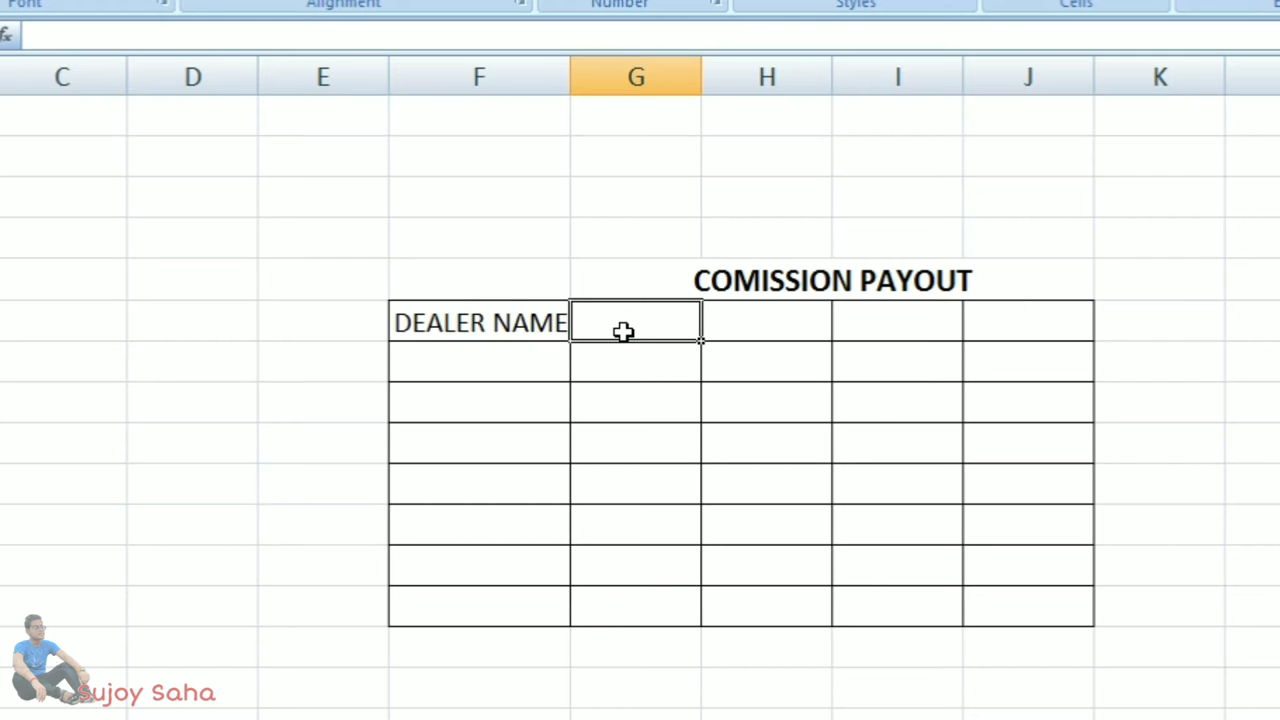 Font Alignment Number Styles Cells
fx
C D E F G H I J K
COMISSION PAYOUT
DEALER NAME
Sujoy Saha